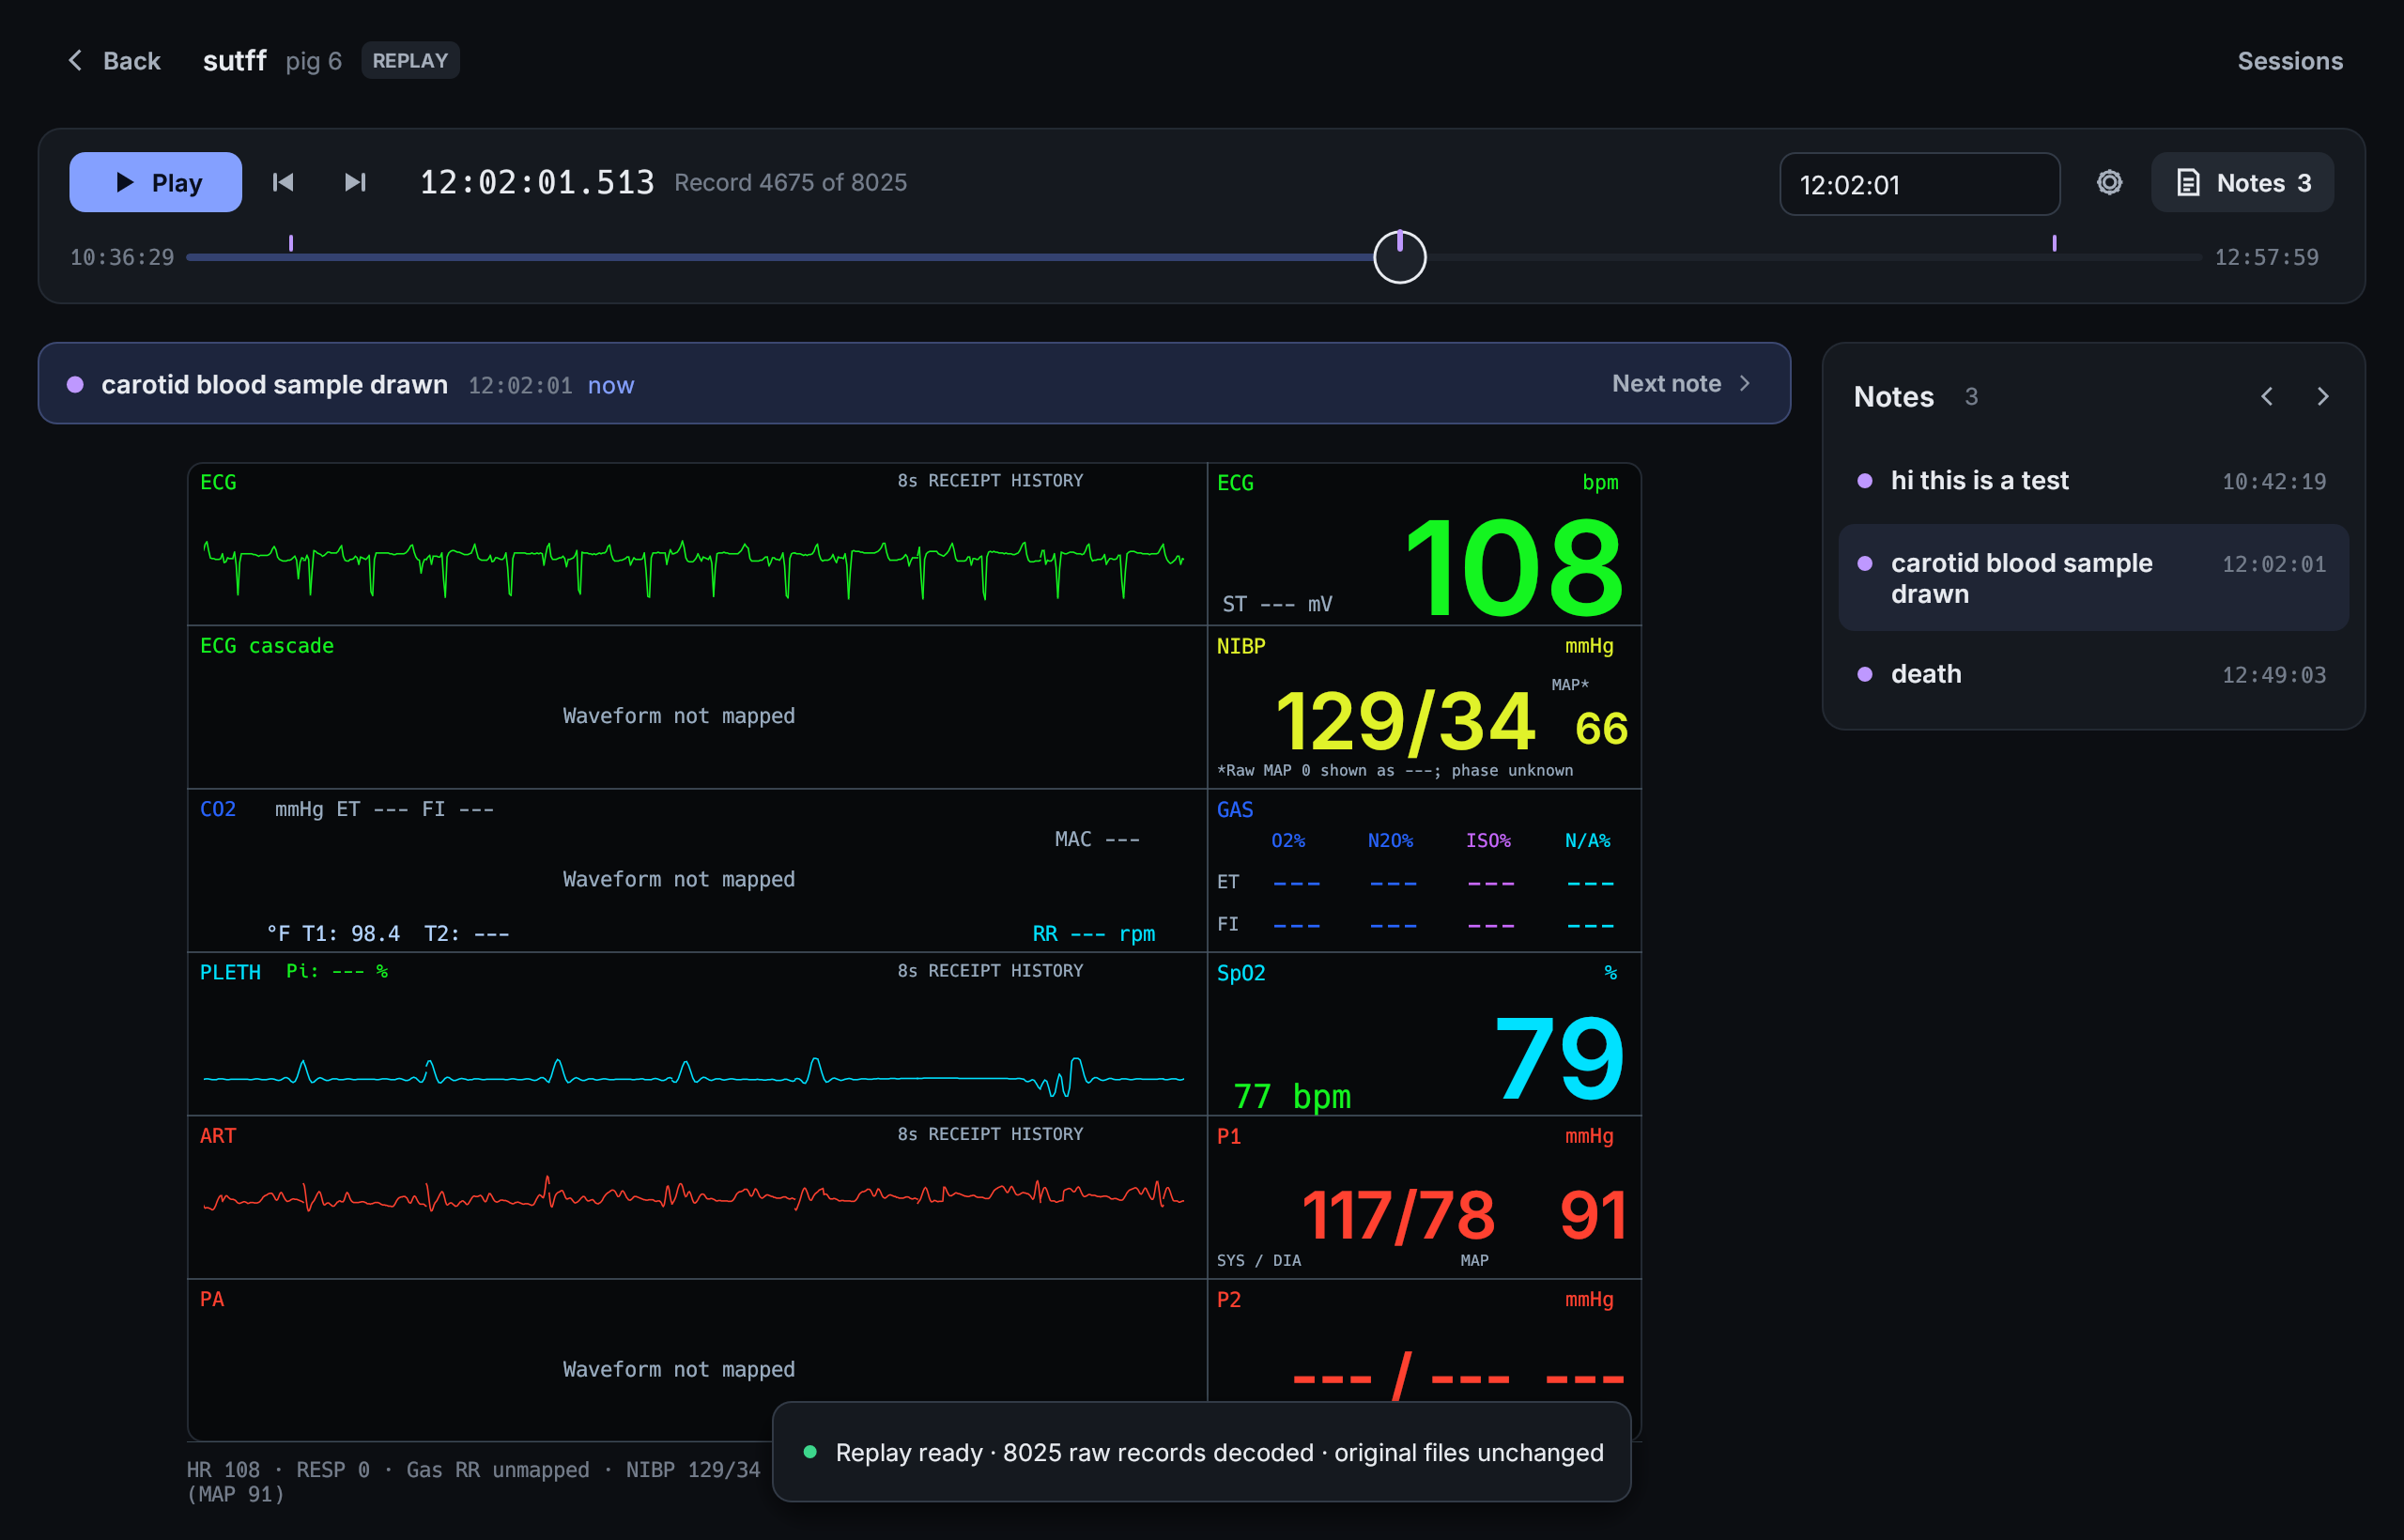 Back sutff pig 6 REPLAY Sessions
Play 12:02:01.513 Record 4675 of 8025 12:02:01 Notes 3
10:36:29 12:57:59
carotid blood sample drawn 12:02:01 now Next note
Notes 3
hi this is a test 10:42:19
carotid blood sample 12:02:01
drawn
death 12:49:03
ECG 8s RECEIPT HISTORY
ECG bpm
108
ST --- mV
ECG cascade
Waveform not mapped
NIBP mmHg
MAP*
129/34 66
*Raw MAP 0 shown as ---; phase unknown
CO2 mmHg ET --- FI ---
MAC ---
Waveform not mapped
°F T1: 98.4 T2: --- RR --- rpm
GAS
O2% N2O% ISO% N/A%
ET --- --- --- ---
FI --- --- --- ---
PLETH Pi: --- % 8s RECEIPT HISTORY
SpO2 %
79
77 bpm
ART 8s RECEIPT HISTORY
P1 mmHg
117/78 91
SYS / DIA MAP
PA
Waveform not mapped
P2 mmHg
--- / --- ---
Replay ready · 8025 raw records decoded · original files unchanged
HR 108 · RESP 0 · Gas RR unmapped · NIBP 129/34
(MAP 91)